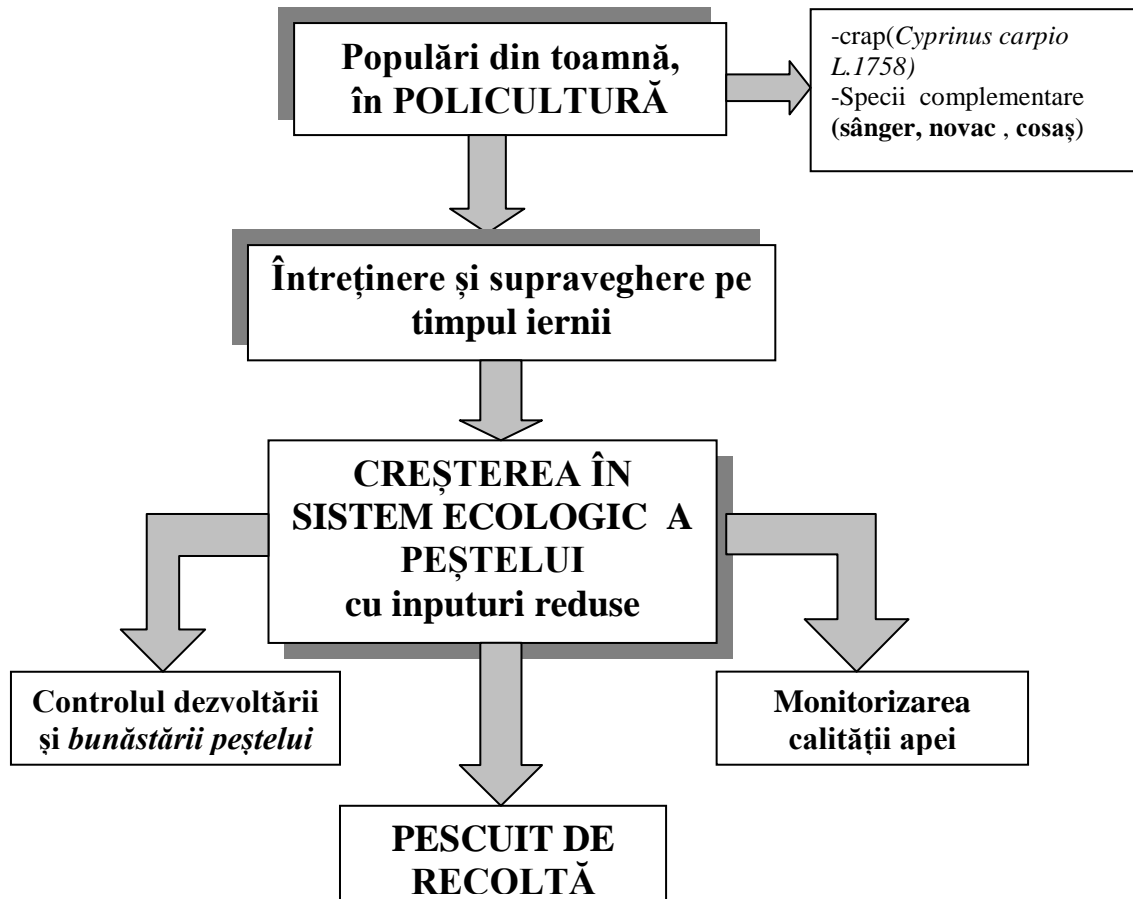 Populări din toamnă,
în POLICULTURĂ
-crap(Cyprinus carpio
L.1758)
-Specii complementare
(sânger, novac , cosaș)
Întreținere și supraveghere pe
timpul iernii
CREȘTEREA ÎN
SISTEM ECOLOGIC A
PEȘTELUI
cu inputuri reduse
Controlul dezvoltării
și bunăstării peștelui
Monitorizarea
calității apei
PESCUIT DE
RECOLTĂ